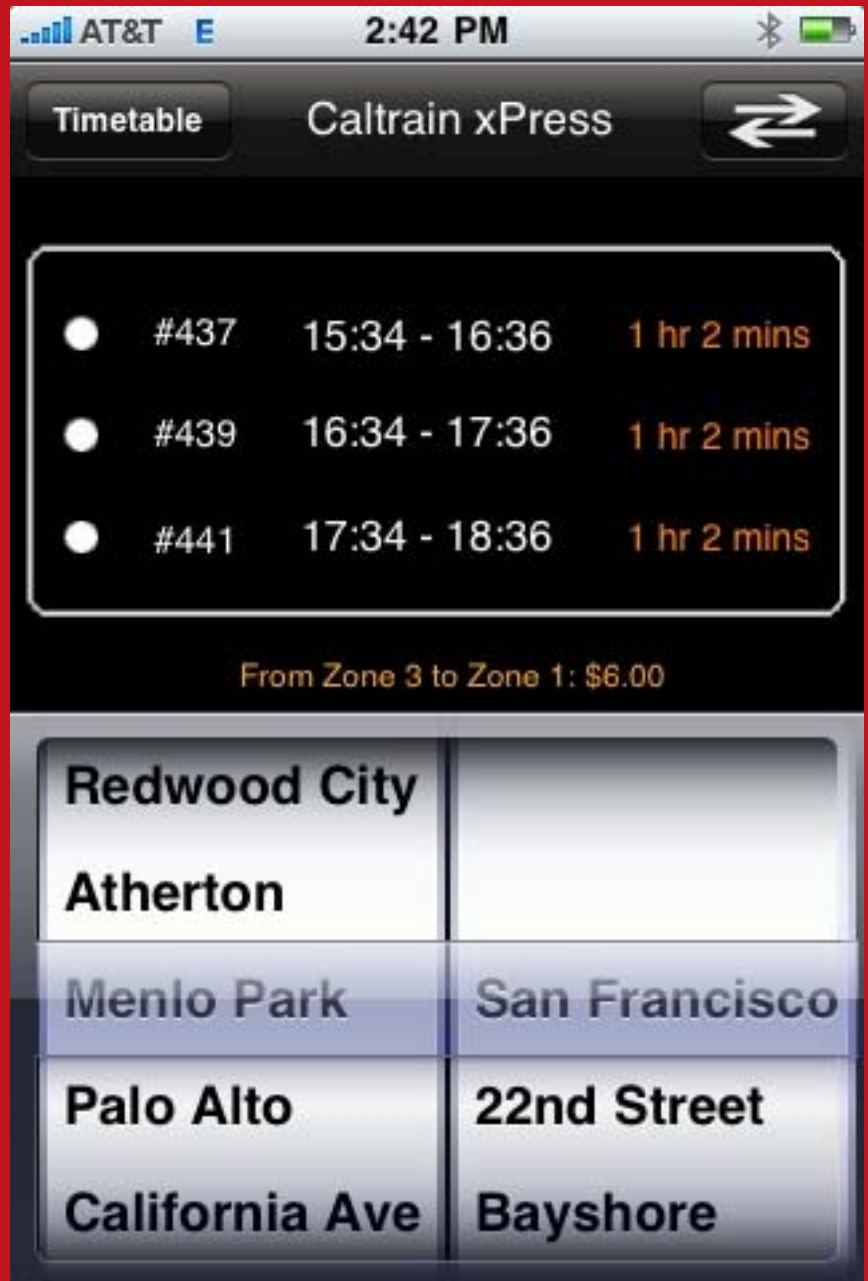 AT&T E 2:42 PM
Timetable Caltrain xPress
#437 15:34 - 16:36 1 hr 2 mins
#439 16:34 - 17:36 1 hr 2 mins
#441 17:34 - 18:36 1 hr 2 mins
From Zone 3 to Zone 1: $6.00
Redwood City
Atherton
Menlo Park San Francisco
Palo Alto 22nd Street
California Ave Bayshore